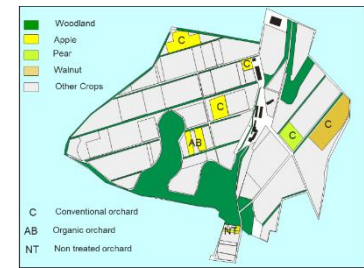 Woodland
Apple
Pear
Walnut
Other Crops
C
C
C
C
C
AB
NT
C Conventional orchard
AB Organic orchard
NT Non treated orchard